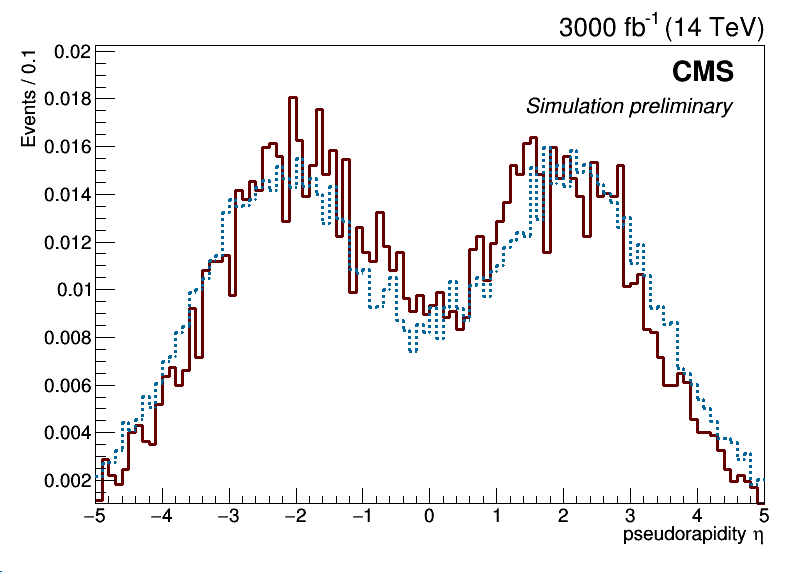 3000 fb⁻¹ (14 TeV)
CMS
Simulation preliminary
Events / 0.1
0.02
0.018
0.016
0.014
0.012
0.01
0.008
0.006
0.004
0.002
−5 −4 −3 −2 −1 0 1 2 3 4 5
pseudorapidity η